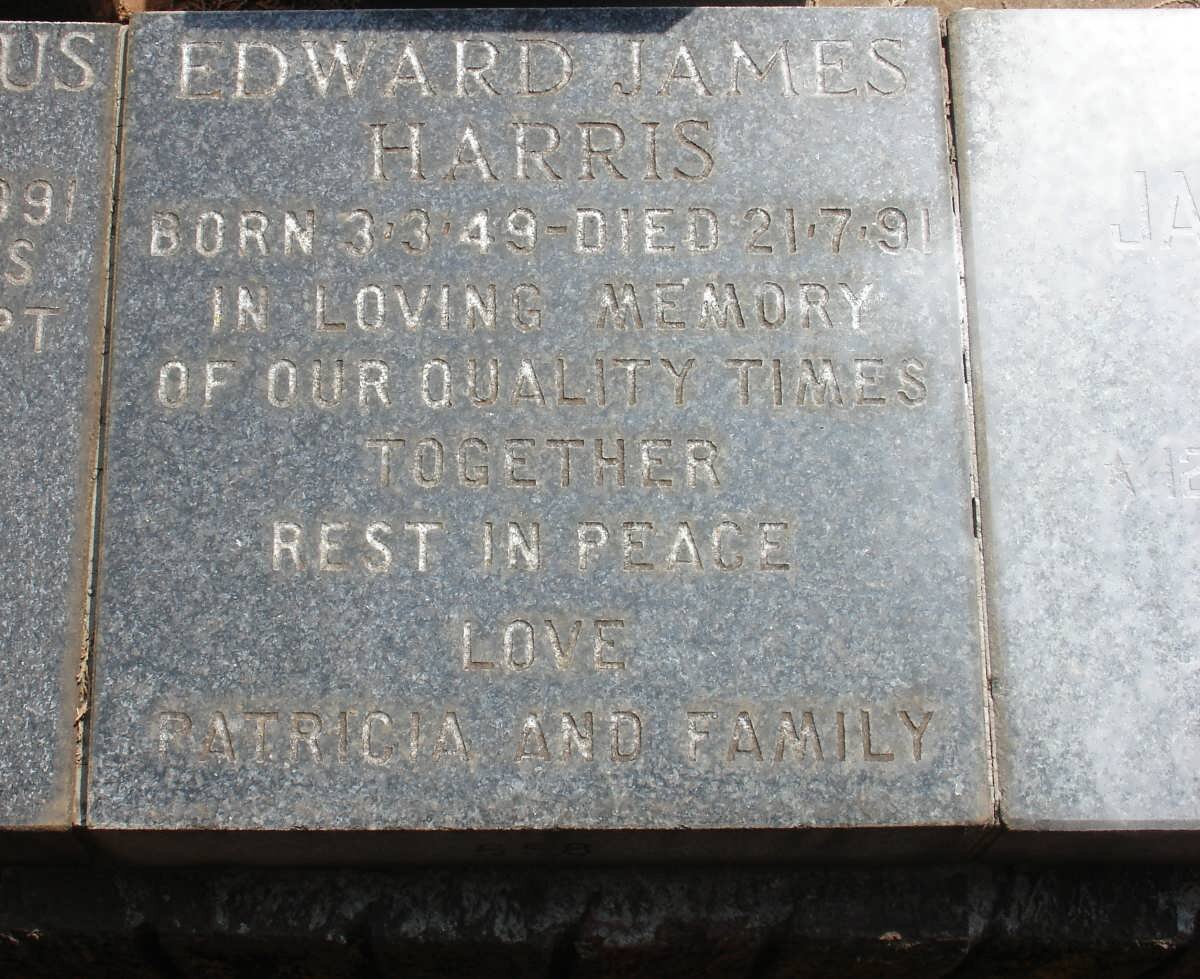 EDWARD JAMES
HARRIS
BORN 3·3·49-DIED 21·7·91
IN LOVING MEMORY
OF OUR QUALITY TIMES
TOGETHER
REST IN PEACE
LOVE
PATRICIA AND FAMILY